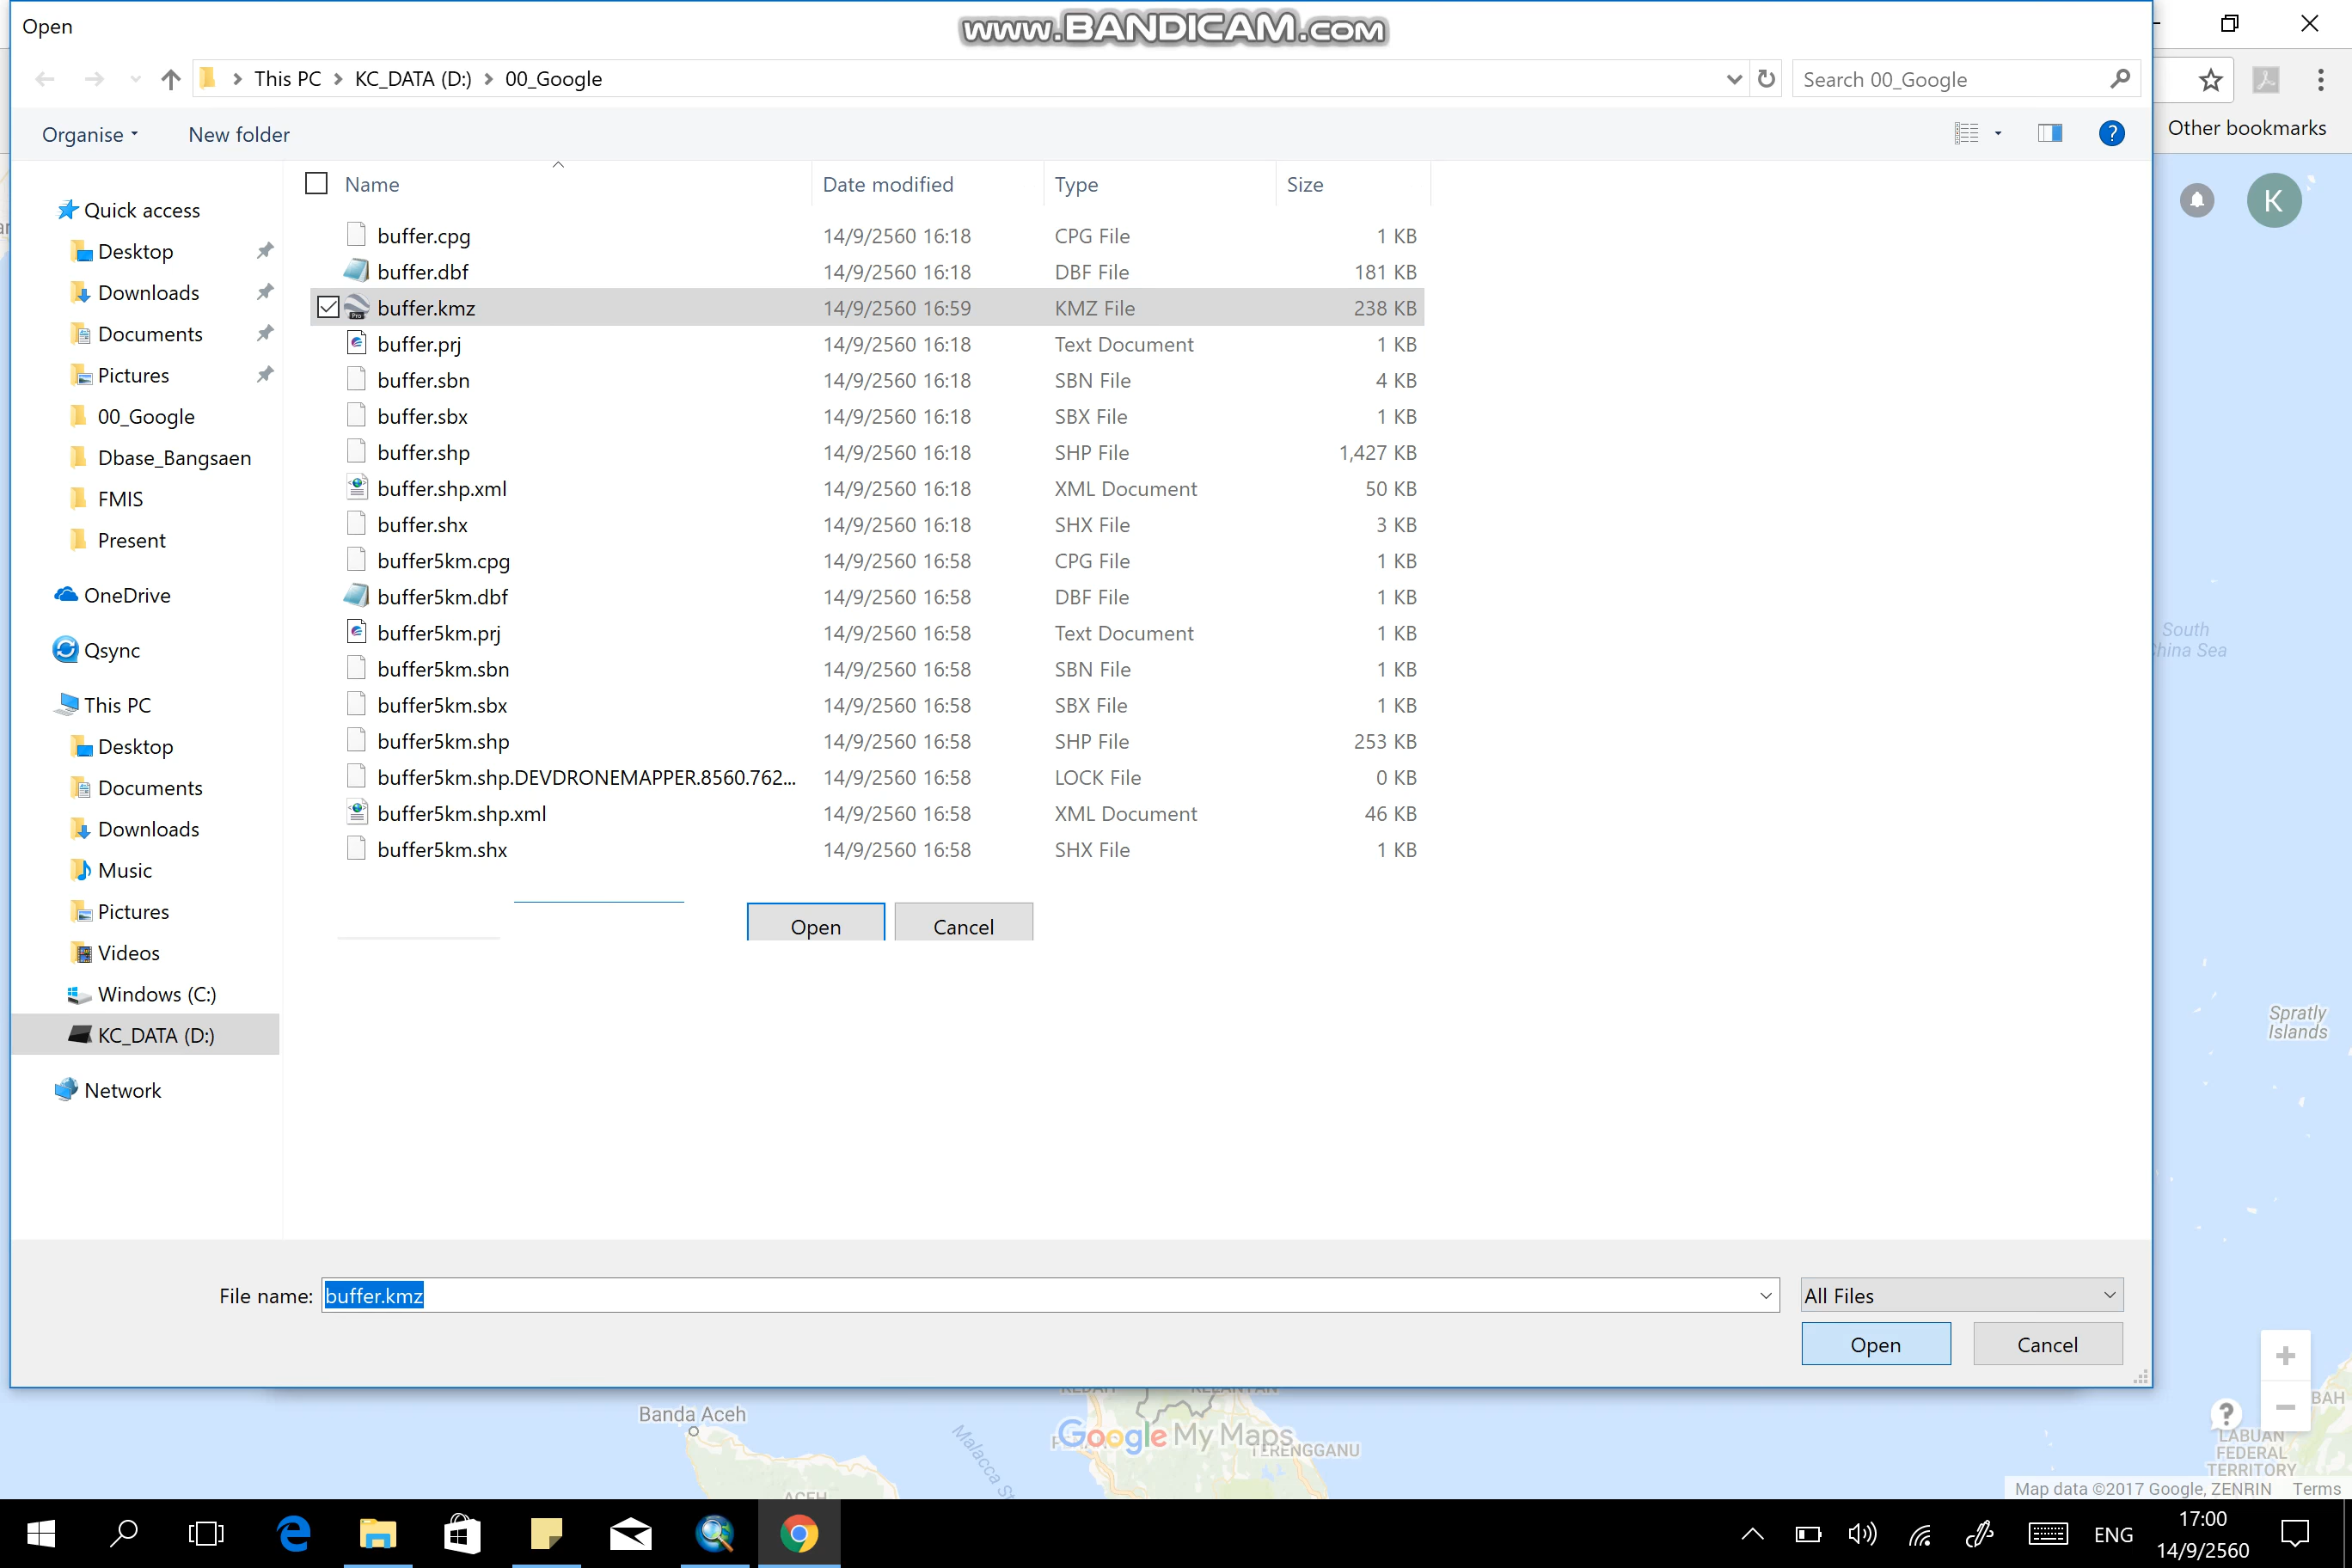 Open
www.BANDICAM.com
This PC > KC_DATA (D:) > 00_Google
Search 00_Google
Organise
New folder
?
Other bookmarks
Name
Date modified
Type
Size
K
Quick access
Desktop
Downloads
Documents
Pictures
00_Google
Dbase_Bangsaen
FMIS
Present
OneDrive
Qsync
This PC
Desktop
Documents
Downloads
Music
Pictures
Videos
Windows (C:)
KC_DATA (D:)
Network
buffer.cpg 14/9/2560 16:18 CPG File 1 KB
buffer.dbf 14/9/2560 16:18 DBF File 181 KB
buffer.kmz 14/9/2560 16:59 KMZ File 238 KB
buffer.prj 14/9/2560 16:18 Text Document 1 KB
buffer.sbn 14/9/2560 16:18 SBN File 4 KB
buffer.sbx 14/9/2560 16:18 SBX File 1 KB
buffer.shp 14/9/2560 16:18 SHP File 1,427 KB
buffer.shp.xml 14/9/2560 16:18 XML Document 50 KB
buffer.shx 14/9/2560 16:18 SHX File 3 KB
buffer5km.cpg 14/9/2560 16:58 CPG File 1 KB
buffer5km.dbf 14/9/2560 16:58 DBF File 1 KB
buffer5km.prj 14/9/2560 16:58 Text Document 1 KB
buffer5km.sbn 14/9/2560 16:58 SBN File 1 KB
buffer5km.sbx 14/9/2560 16:58 SBX File 1 KB
buffer5km.shp 14/9/2560 16:58 SHP File 253 KB
buffer5km.shp.DEVDRONEMAPPER.8560.762... 14/9/2560 16:58 LOCK File 0 KB
buffer5km.shp.xml 14/9/2560 16:58 XML Document 46 KB
buffer5km.shx 14/9/2560 16:58 SHX File 1 KB
Open
Cancel
South
hina Sea
Spratly
Islands
File name: buffer.kmz
All Files
Open
Cancel
Banda Aceh
Malacca St
ACEH
Google My Maps
TERENGGANU
?
BAH
LABUAN
FEDERAL
TERRITORY
Map data ©2017 Google, ZENRIN Terms
ENG
17:00
14/9/2560